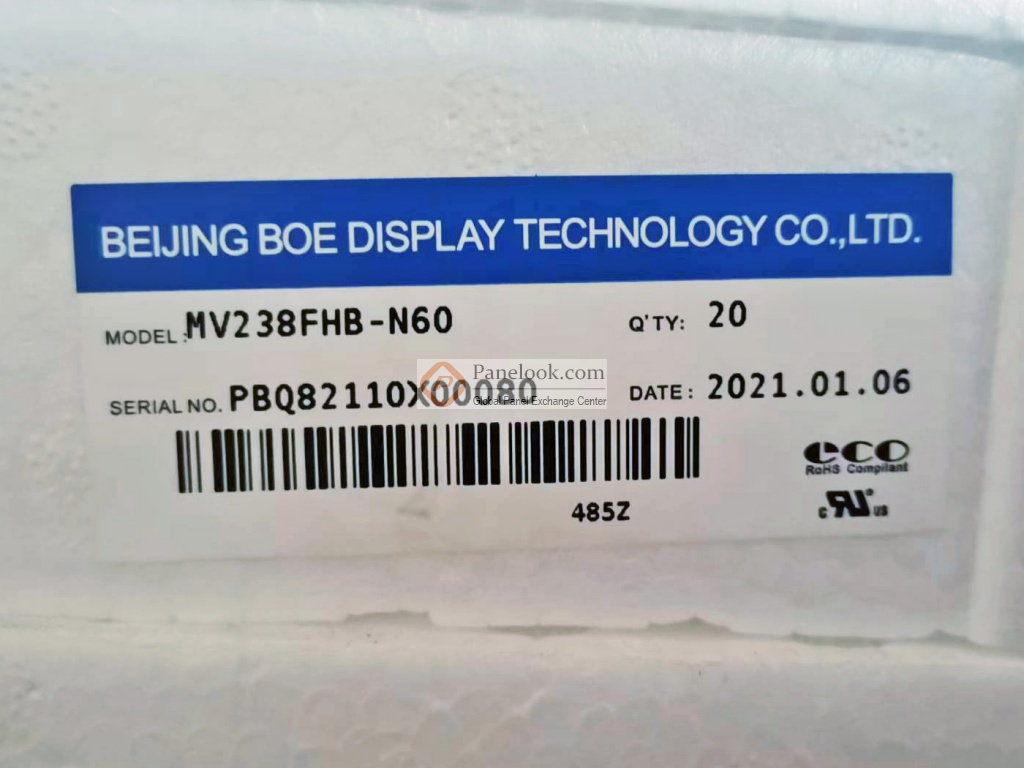 BEIJING BOE DISPLAY TECHNOLOGY CO.,LTD.
MODEL: MV238FHB-N60 Q'TY: 20
Panelook.com
SERIAL NO. PBQ82110X00080 DATE: 2021.01.06
Global Panel Exchange Center
eco
RoHS Compliant
485Z
c RU ® US